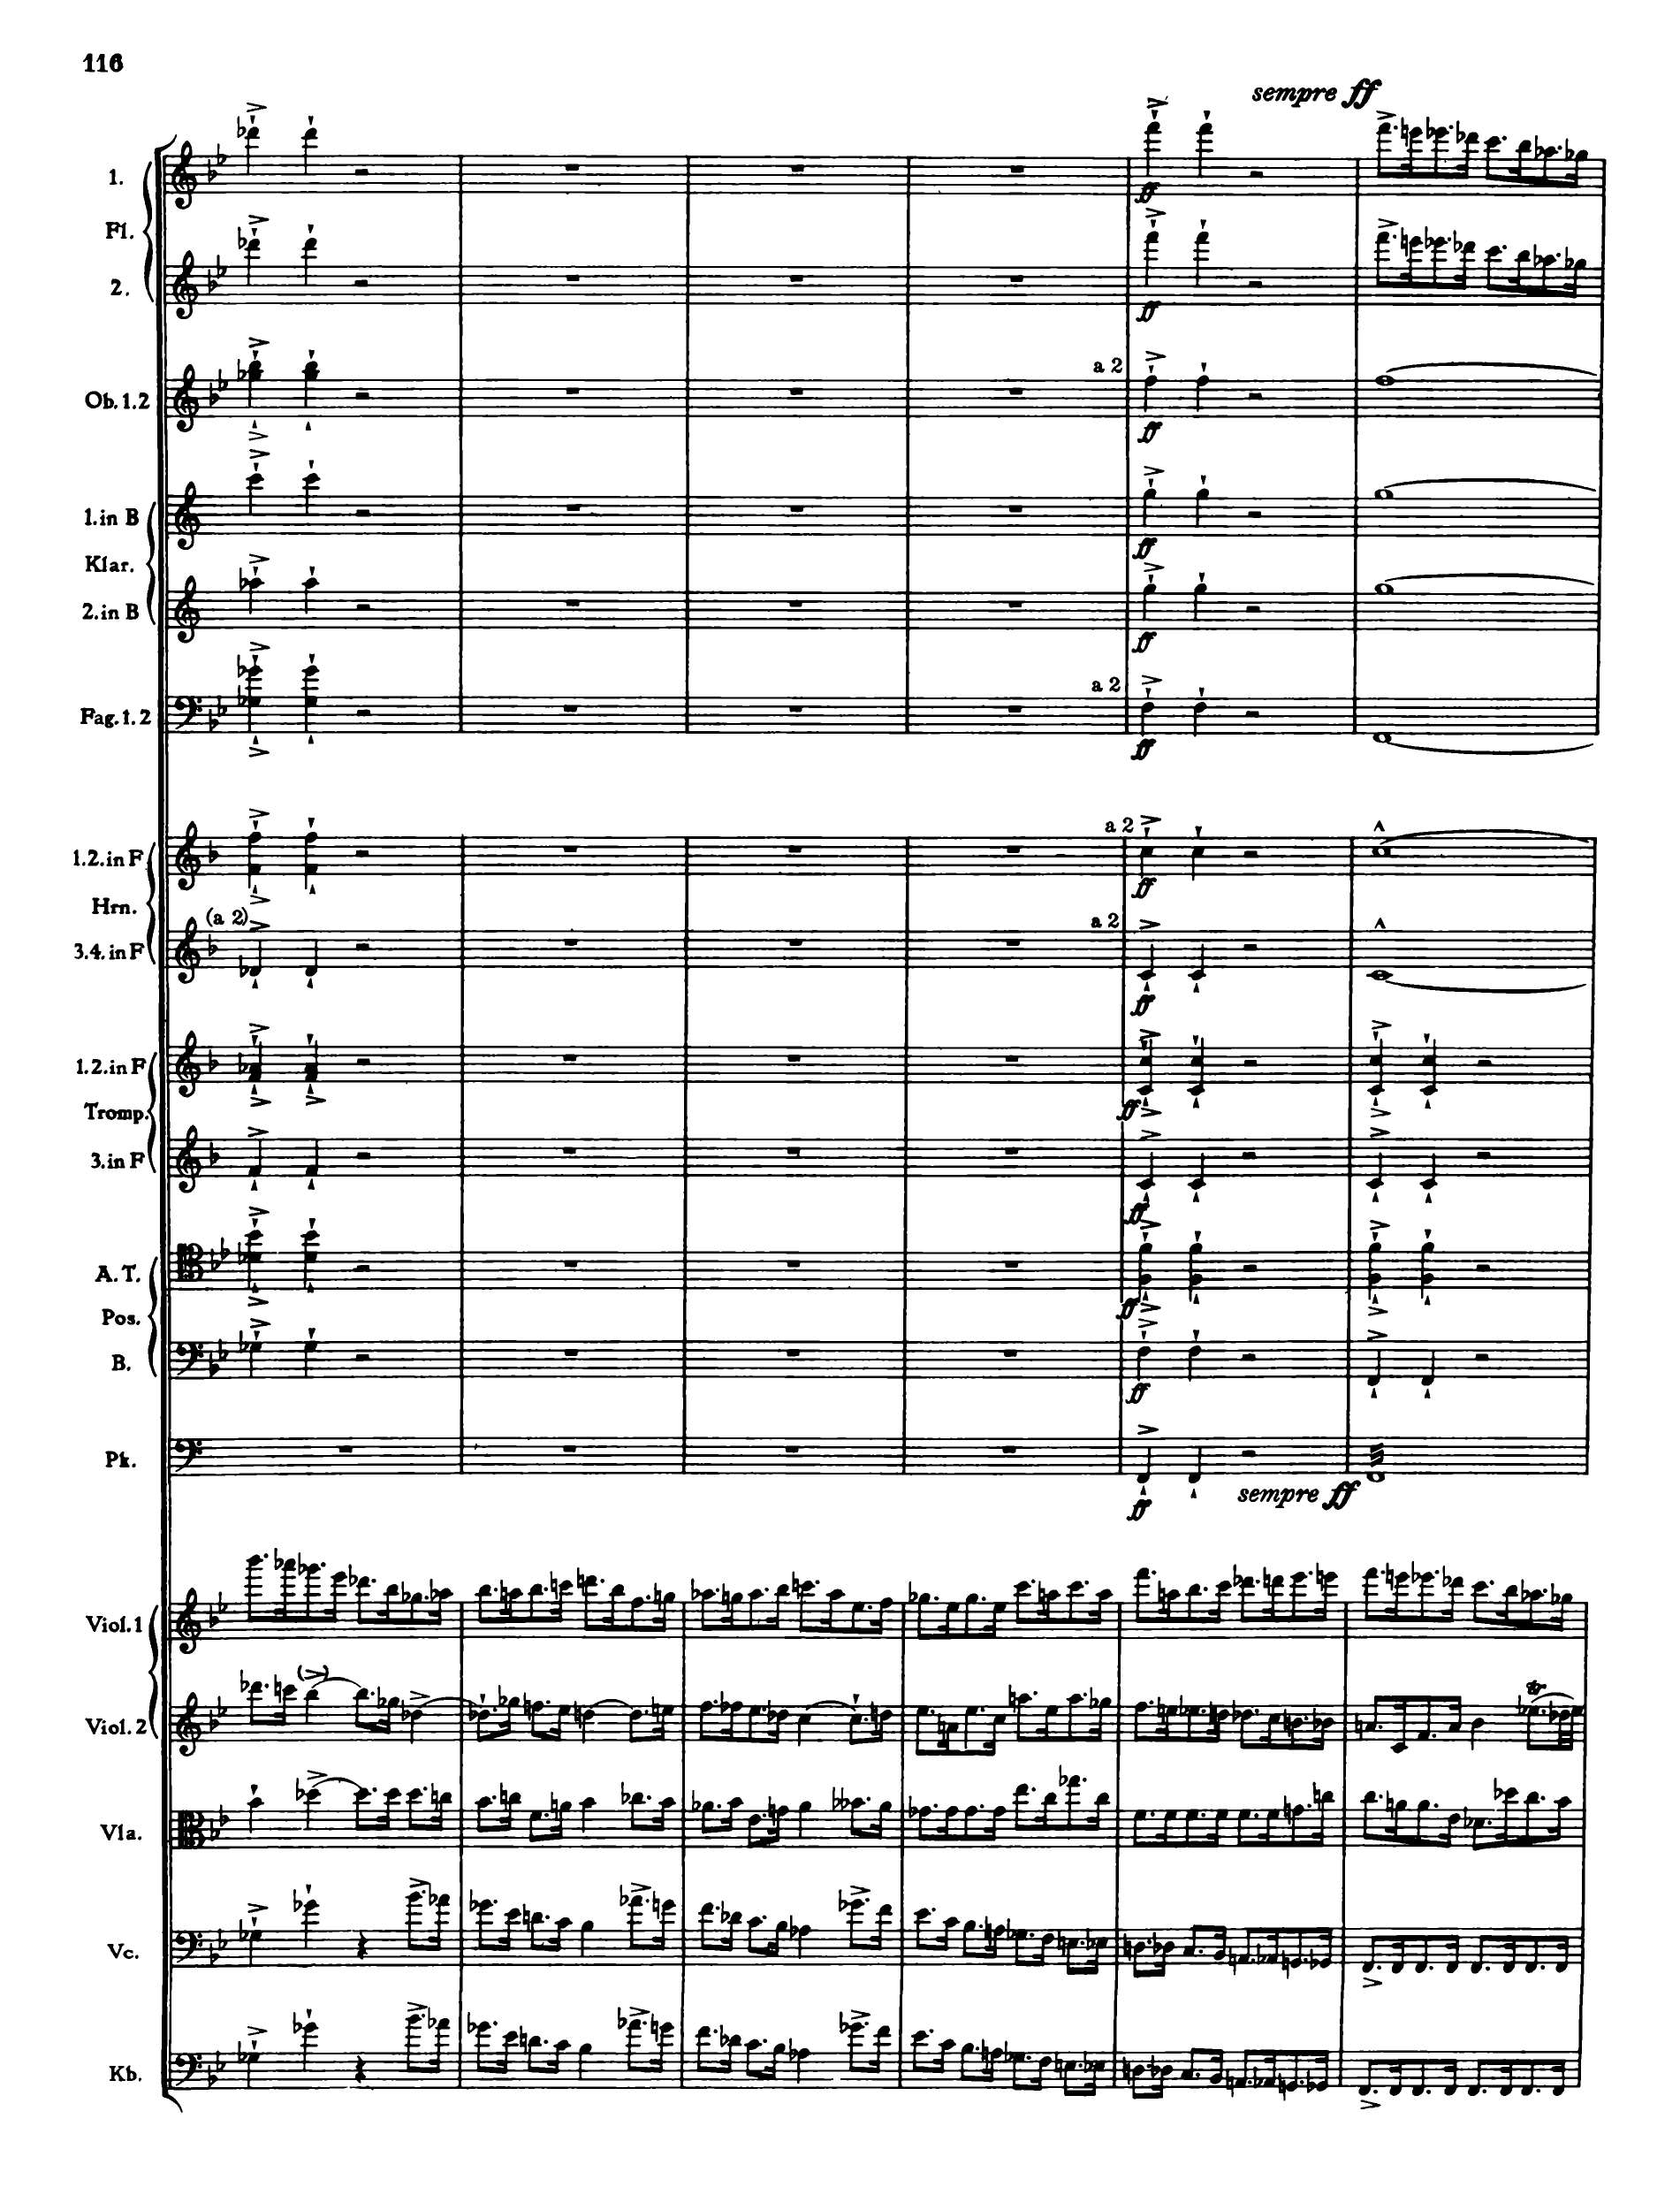 116
sempre ff
1.
Fl.
ff
2.
ff
a 2
Ob. 1.2
ff
1. in B
ff
Klar.
2. in B
ff
a 2
Fag. 1. 2
ff
a 2
1.2. in F
ff
Hrn.
(a 2)
a 2
3.4. in F
ff
1.2. in F
ff
Tromp.
3. in F
ff
A. T.
ff
Pos.
B.
ff
Pk.
sempre ff
ff
Viol. 1
tr
Viol. 2
Vla.
Vc.
Kb.